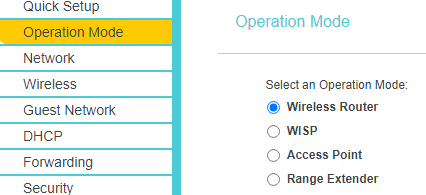 Quick Setup
Operation Mode
Network
Wireless
Guest Network
DHCP
Forwarding
Security
Operation Mode
Select an Operation Mode:
Wireless Router
WISP
Access Point
Range Extender